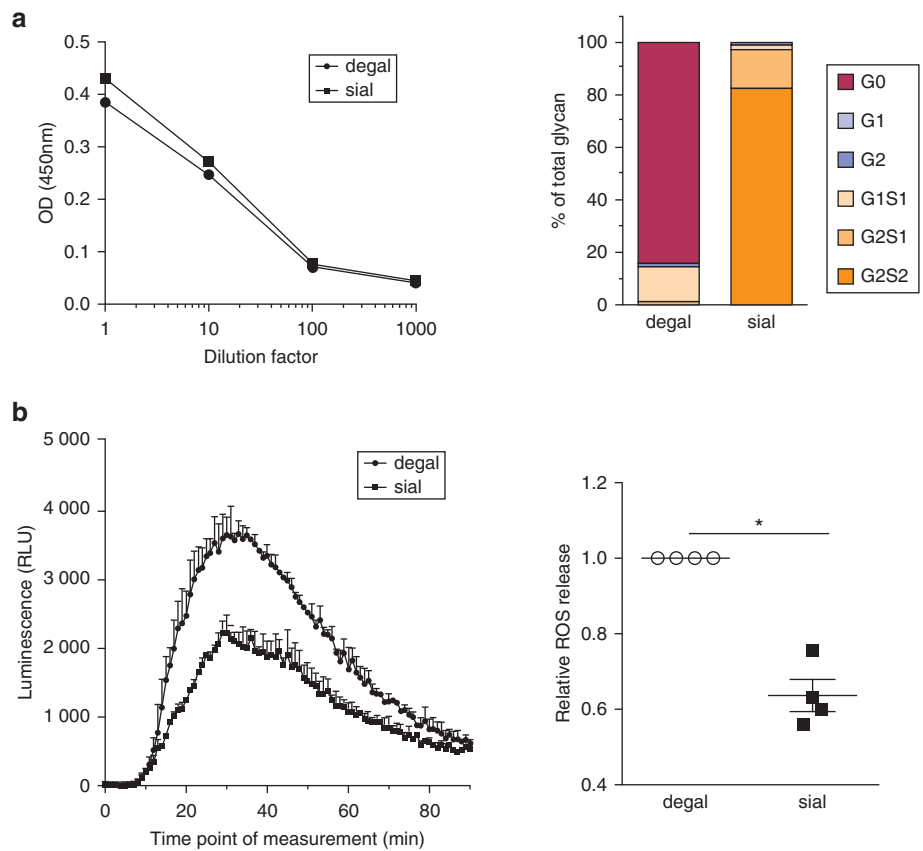 a
0.5
0.4
0.3
0.2
0.1
0.0
OD (450nm)
1
10
100
1000
Dilution factor
degal
sial
100
80
60
40
20
0
% of total glycan
degal
sial
G0
G1
G2
G1S1
G2S1
G2S2
b
5 000
4 000
3 000
2 000
1 000
0
Luminescence (RLU)
0
20
40
60
80
Time point of measurement (min)
degal
sial
1.2
1.0
0.8
0.6
0.4
Relative ROS release
*
degal
sial